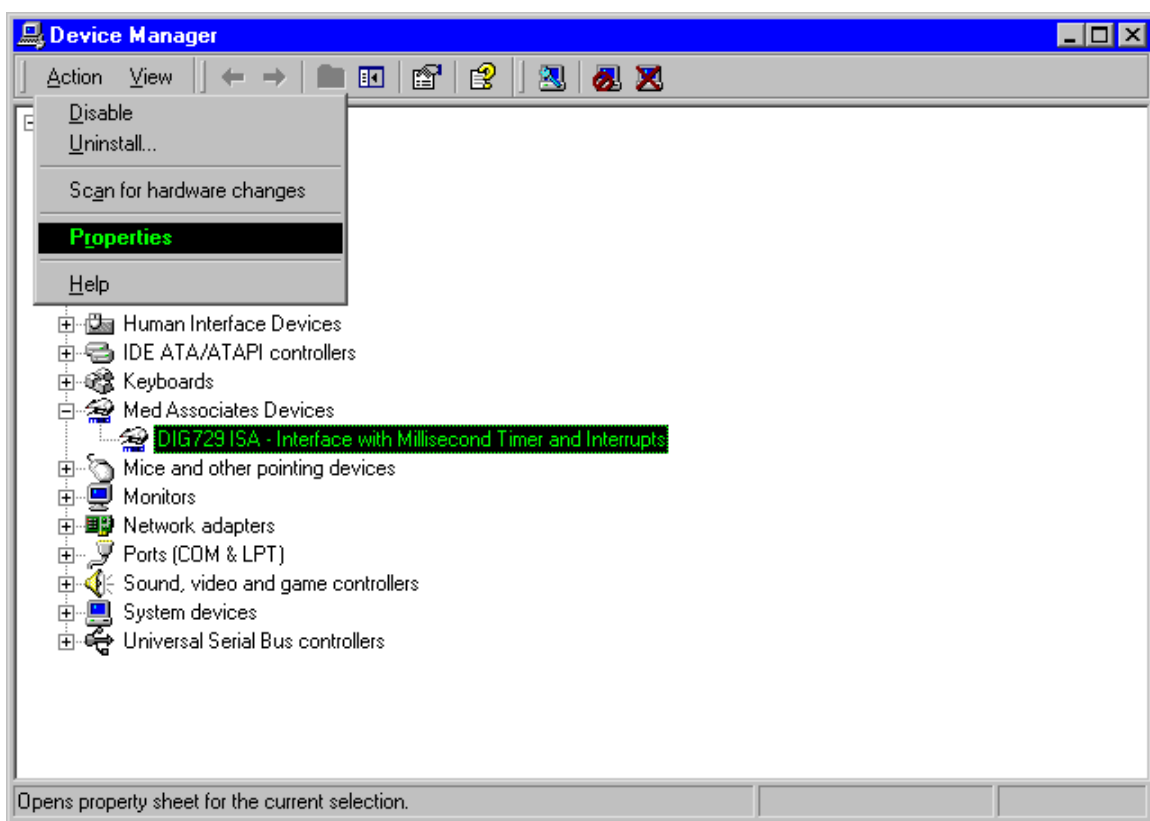 Device Manager
Action View
Disable
Uninstall...
Scan for hardware changes
Properties
Help
Human Interface Devices
IDE ATA/ATAPI controllers
Keyboards
Med Associates Devices
DIG729 ISA - Interface with Millisecond Timer and Interrupts
Mice and other pointing devices
Monitors
Network adapters
Ports (COM & LPT)
Sound, video and game controllers
System devices
Universal Serial Bus controllers
Opens property sheet for the current selection.